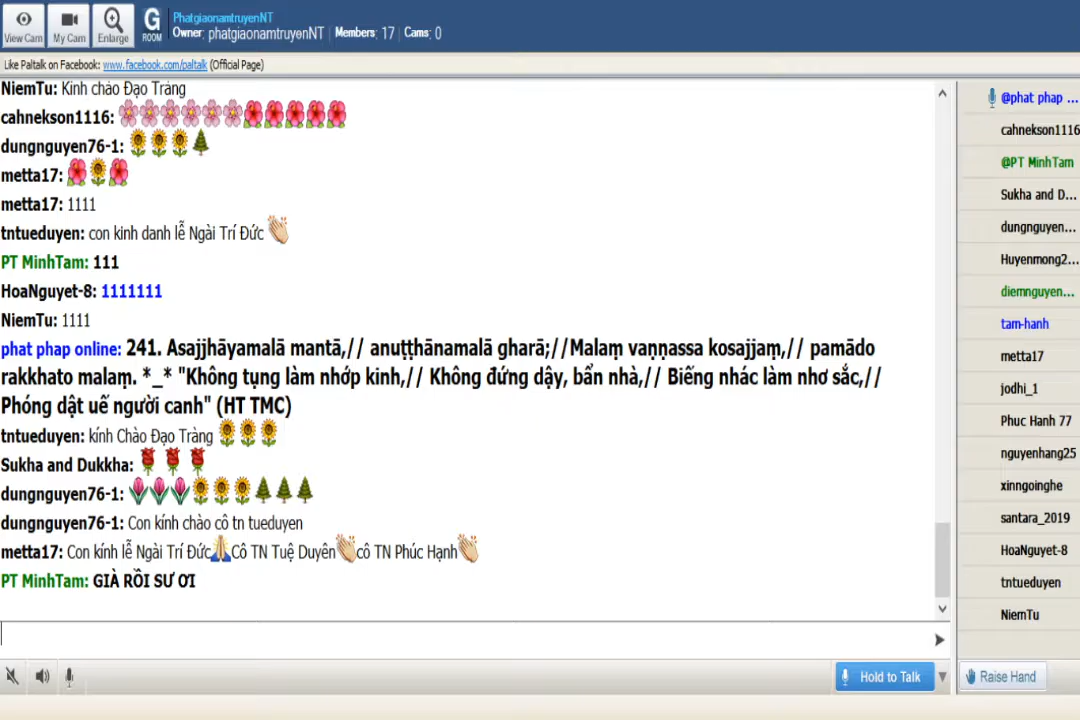 View Cam
My Cam
Enlarge
G
ROOM
PhatgiaonamtruyenNT
Owner: phatgiaonamtruyenNT | Members: 17 | Cams: 0
Like Paltalk on Facebook: www.facebook.com/paltalk (Official Page)
NiemTu: Kinh chào Đạo Tràng
cahnekson1116:
dungnguyen76-1:
metta17:
metta17: 1111
tntueduyen: con kinh danh lễ Ngài Trí Đức
PT MinhTam: 111
HoaNguyet-8: 1111111
NiemTu: 1111
phat phap online: 241. Asajjhāyamalā mantā,// anuṭṭhānamalā gharā;//Malaṃ vaṇṇassa kosajjaṃ,// pamādo
rakkhato malaṃ. *_* "Không tụng làm nhớp kinh,// Không đứng dậy, bẩn nhà,// Biếng nhác làm nhơ sắc,//
Phóng dật uế người canh" (HT TMC)
tntueduyen: kính Chào Đạo Tràng
Sukha and Dukkha:
dungnguyen76-1:
dungnguyen76-1: Con kính chào cô tn tueduyen
metta17: Con kính lễ Ngài Trí Đức Cô TN Tuệ Duyên cô TN Phúc Hạnh
PT MinhTam: GIÀ RỒI SƯ ƠI
@phat phap ...
cahnekson1116
@PT MinhTam
Sukha and D...
dungnguyen...
Huyenmong2...
diemnguyen...
tam-hanh
metta17
jodhi_1
Phuc Hanh 77
nguyenhang25
xinngoinghe
santara_2019
HoaNguyet-8
tntueduyen
NiemTu
Hold to Talk
Raise Hand